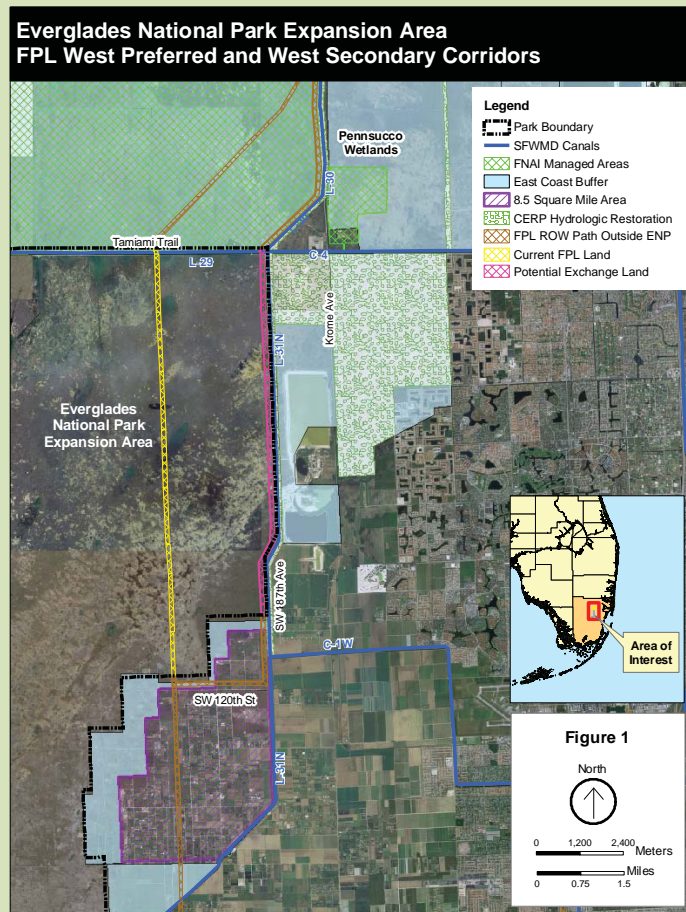 Everglades National Park Expansion Area
FPL West Preferred and West Secondary Corridors
Legend
Park Boundary
SFWMD Canals
FNAI Managed Areas
East Coast Buffer
8.5 Square Mile Area
CERP Hydrologic Restoration
FPL ROW Path Outside ENP
Current FPL Land
Potential Exchange Land
Pennsucco
Wetlands
L-30
Tamiami Trail
L-29
C-4
Krome Ave
L-31N
Everglades
National Park
Expansion Area
SW 187th Ave
C-1W
SW 120th St
L-31N
Area of
Interest
Figure 1
North
0 1,200 2,400
Meters
Miles
0 0.75 1.5